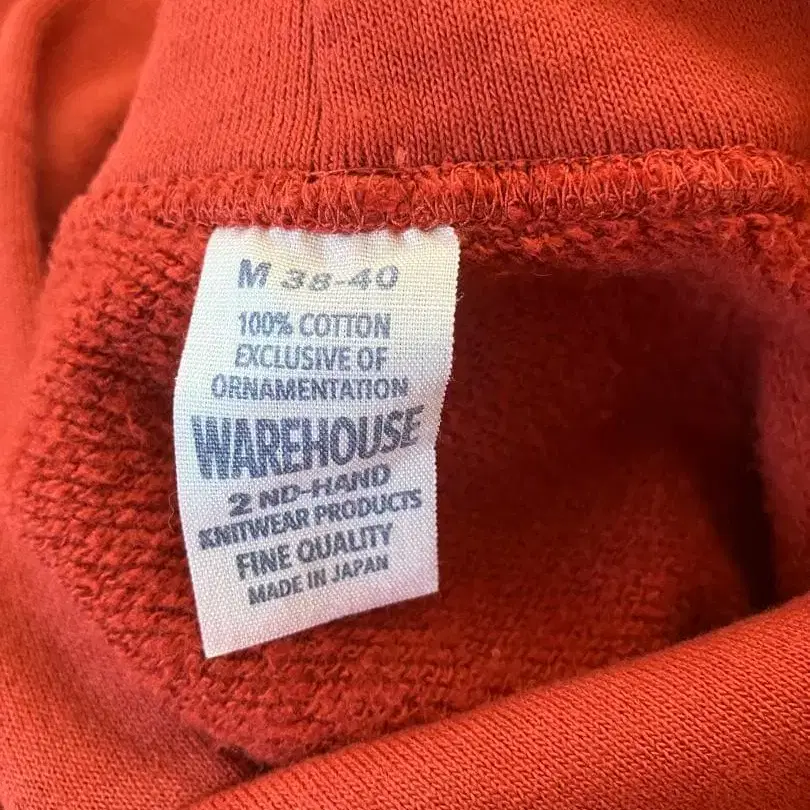 M 38-40
100% COTTON
EXCLUSIVE OF
ORNAMENTATION
WAREHOUSE
2 ND-HAND
KNITWEAR PRODUCTS
FINE QUALITY
MADE IN JAPAN